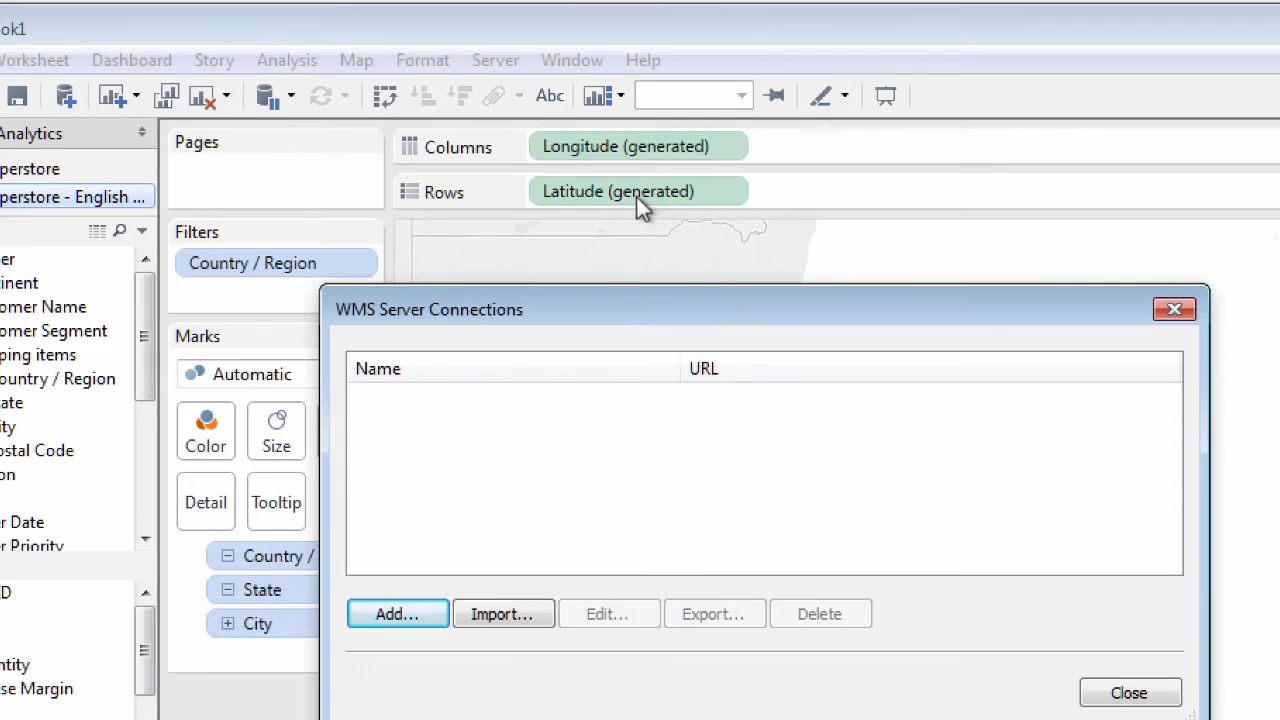 ok1
Worksheet Dashboard Story Analysis Map Format Server Window Help
Abc
Analytics
perstore
perstore - English ...
er
tinent
omer Name
omer Segment
ping items
ountry / Region
ate
ity
ostal Code
on
er Date
er Priority
D
ntity
se Margin
Pages
Filters
Country / Region
Marks
Automatic
Color Size
Detail Tooltip
Country /
State
City
Columns Longitude (generated)
Rows Latitude (generated)
WMS Server Connections
Name URL
Add... Import... Edit... Export... Delete
Close